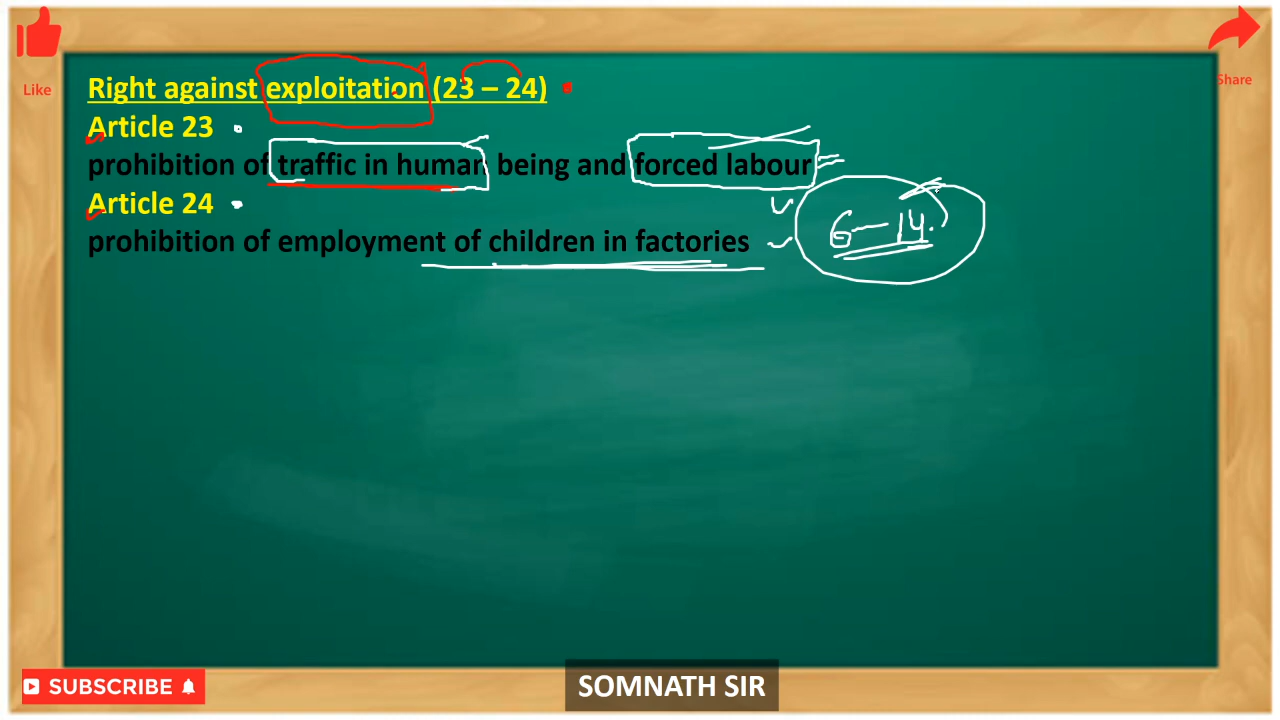 Like
Share
Right against exploitation (23 – 24)
Article 23
prohibition of traffic in human being and forced labour
Article 24
prohibition of employment of children in factories
6—14.
SUBSCRIBE
SOMNATH SIR